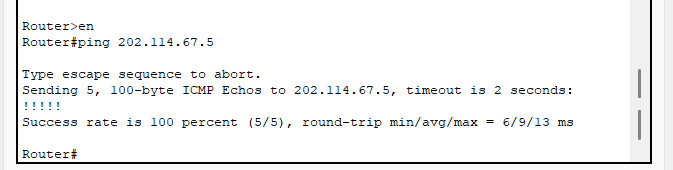 Router>en
Router#ping 202.114.67.5
Type escape sequence to abort.
Sending 5, 100-byte ICMP Echos to 202.114.67.5, timeout is 2 seconds:
!!!!!
Success rate is 100 percent (5/5), round-trip min/avg/max = 6/9/13 ms
Router#